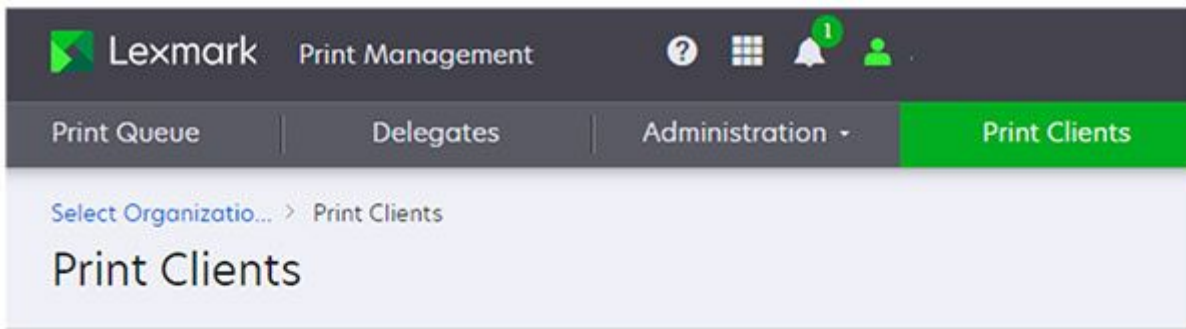 Lexmark Print Management 1
Print Queue Delegates Administration Print Clients
Select Organizatio... > Print Clients
Print Clients